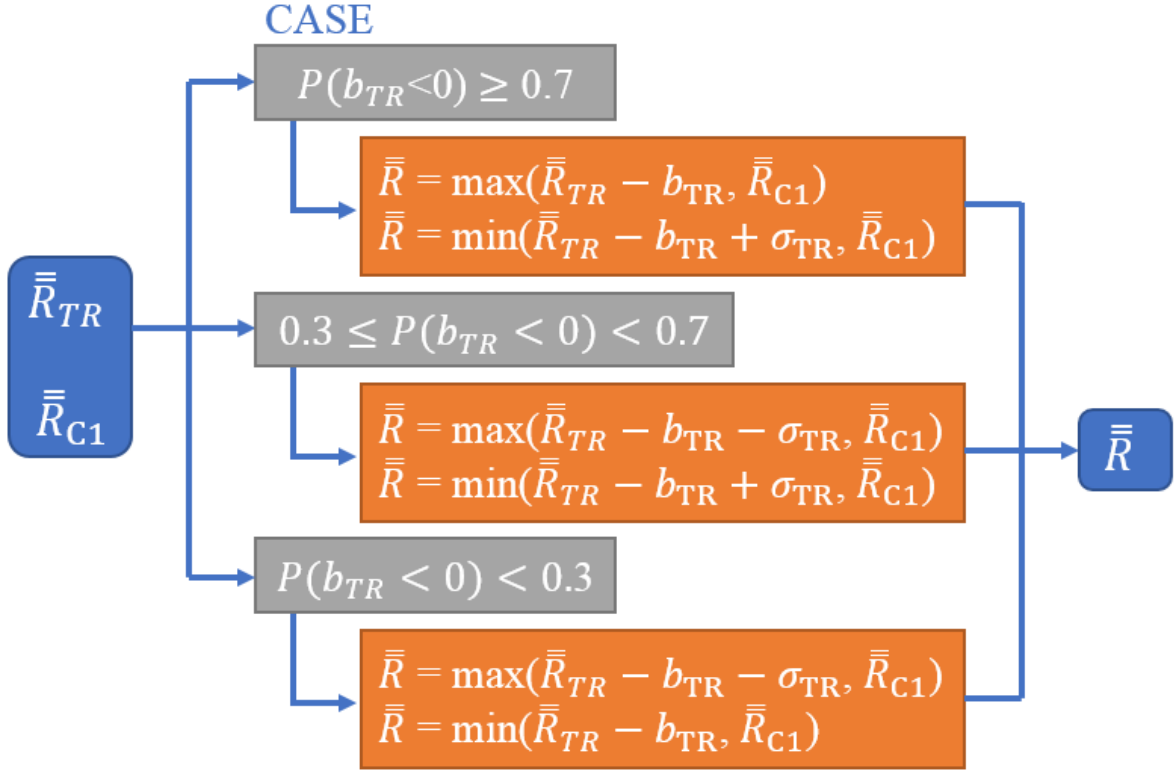 CASE
P(b_TR<0) ≥ 0.7
R̿ = max(R̿_TR − b_TR, R̿_C1)
R̿ = min(R̿_TR − b_TR + σ_TR, R̿_C1)
R̿_TR
R̿_C1
0.3 ≤ P(b_TR < 0) < 0.7
R̿ = max(R̿_TR − b_TR − σ_TR, R̿_C1)
R̿ = min(R̿_TR − b_TR + σ_TR, R̿_C1)
R̿
P(b_TR < 0) < 0.3
R̿ = max(R̿_TR − b_TR − σ_TR, R̿_C1)
R̿ = min(R̿_TR − b_TR, R̿_C1)